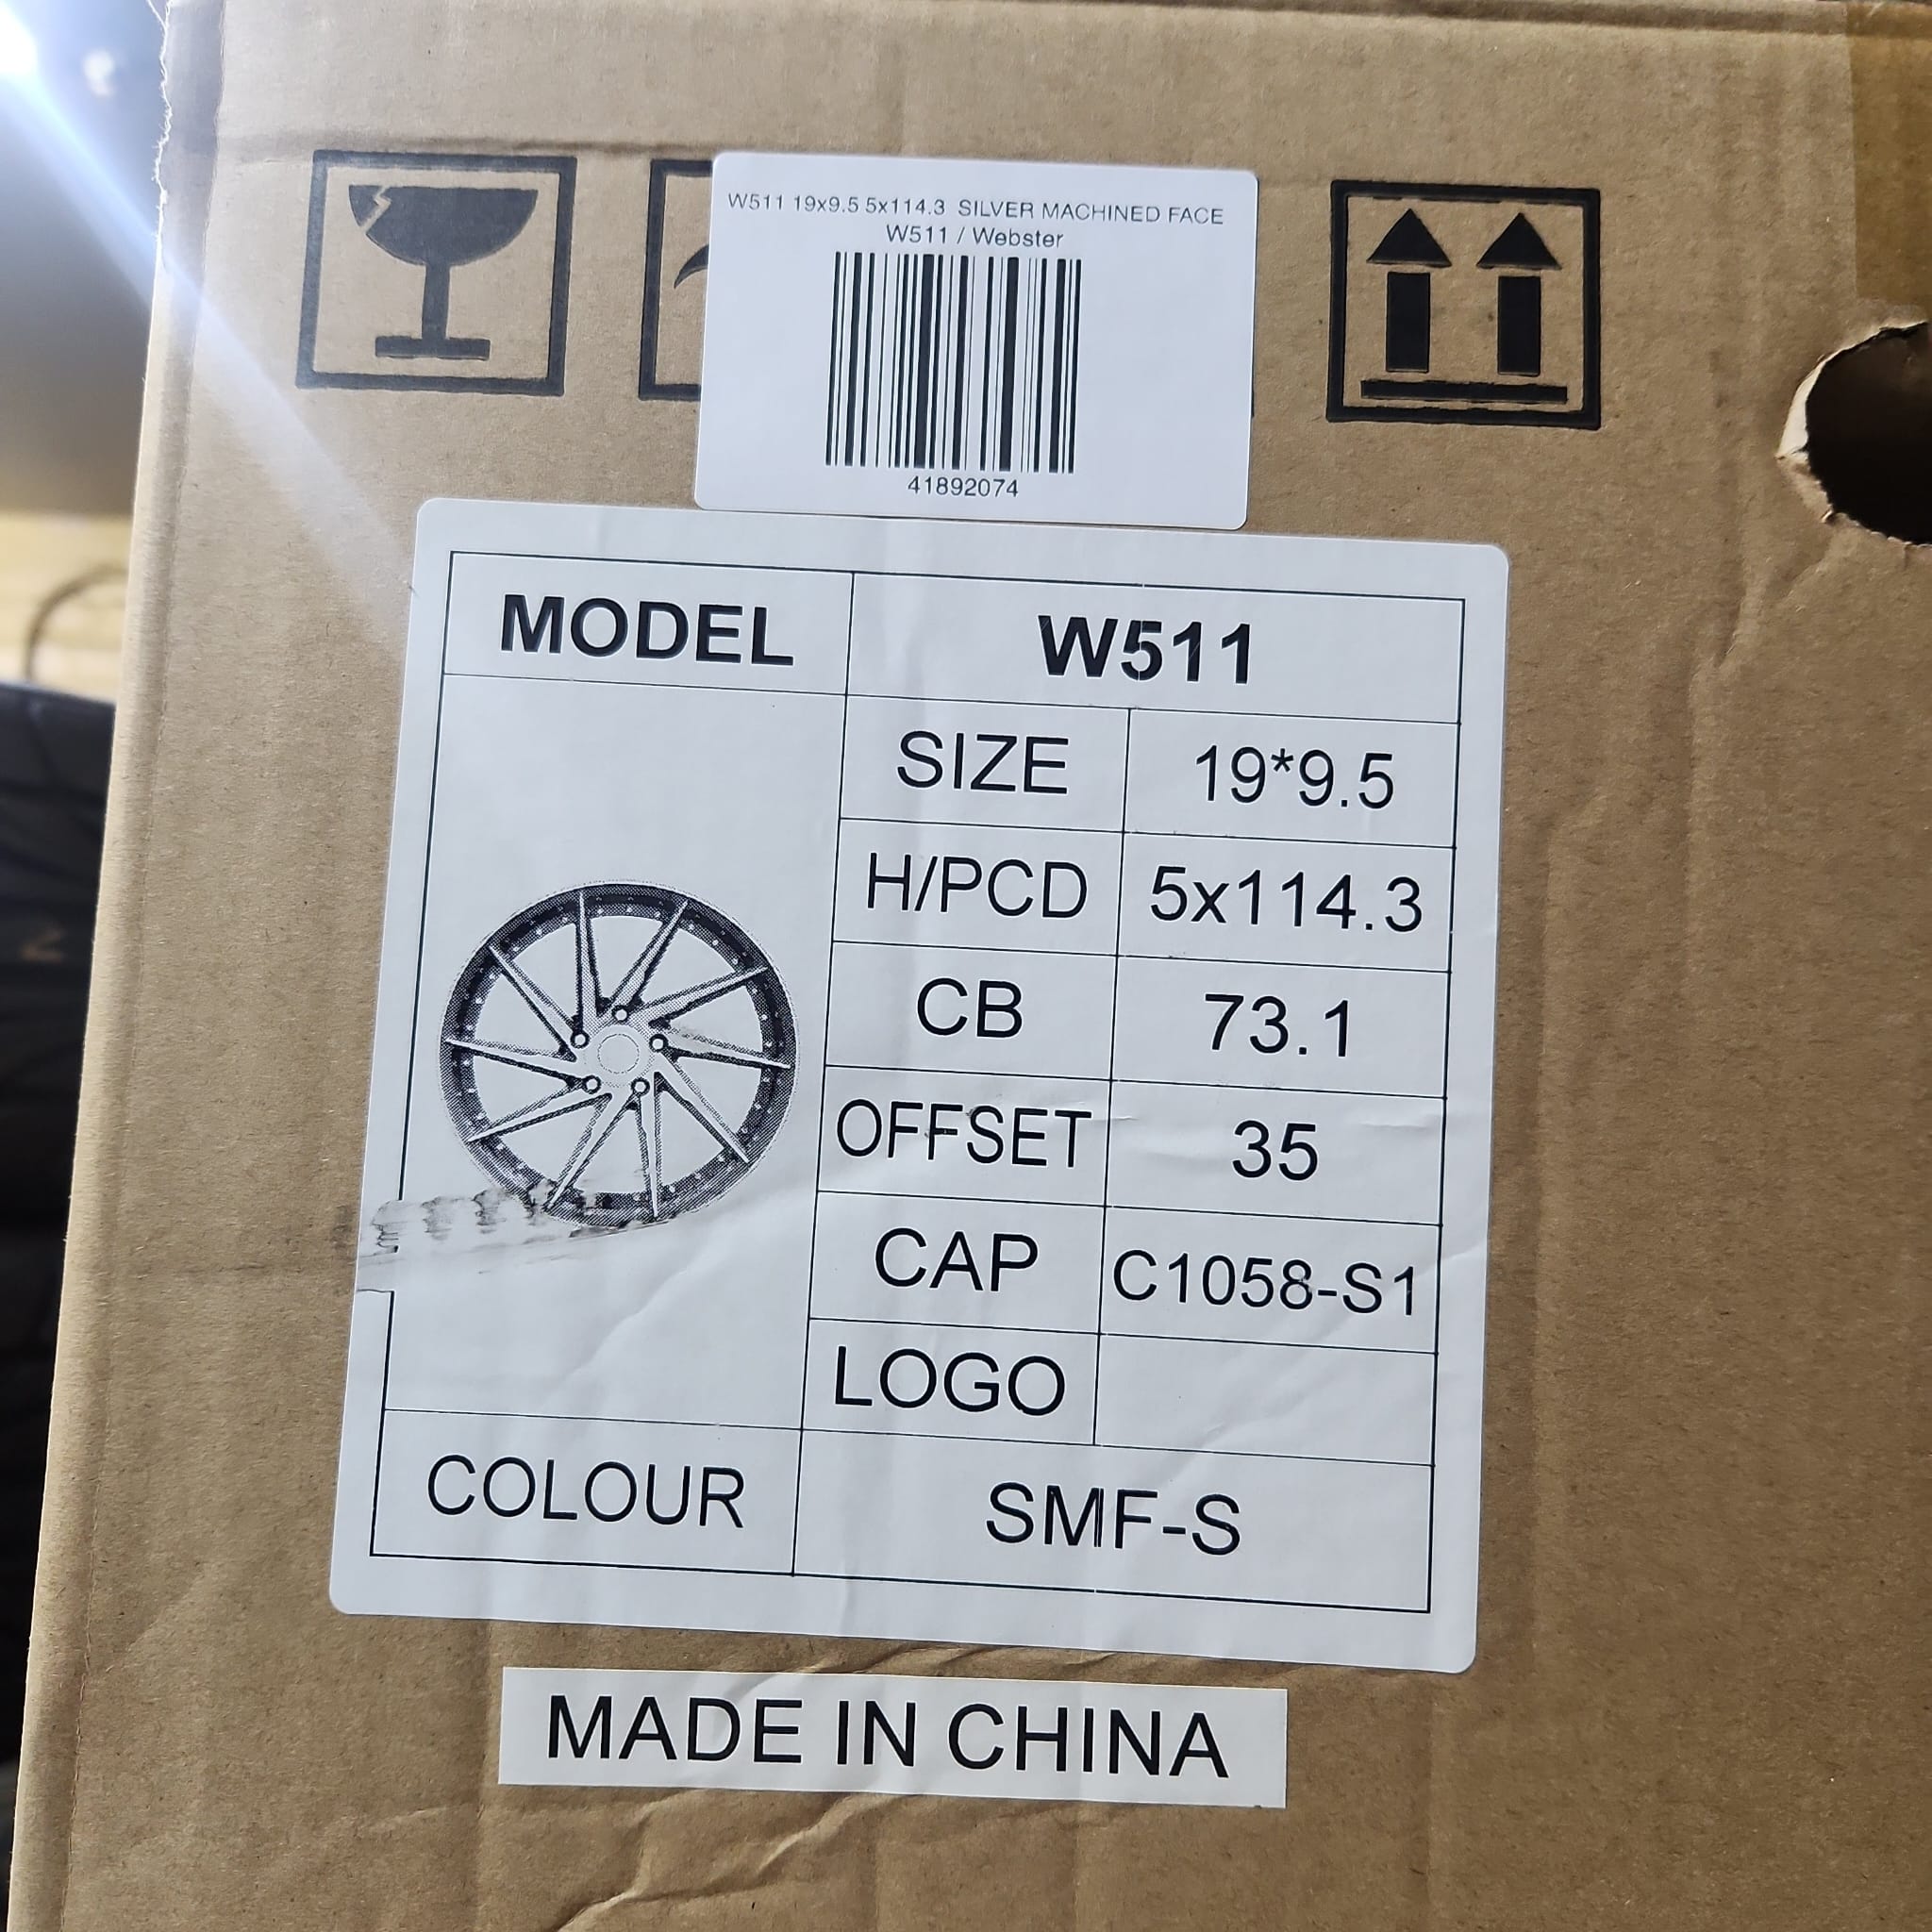 W511 19x9.5 5x114.3 SILVER MACHINED FACE
W511 / Webster
41892074
MODEL W511
SIZE 19*9.5
H/PCD 5x114.3
CB 73.1
OFFSET 35
CAP C1058-S1
LOGO
COLOUR SMF-S
MADE IN CHINA